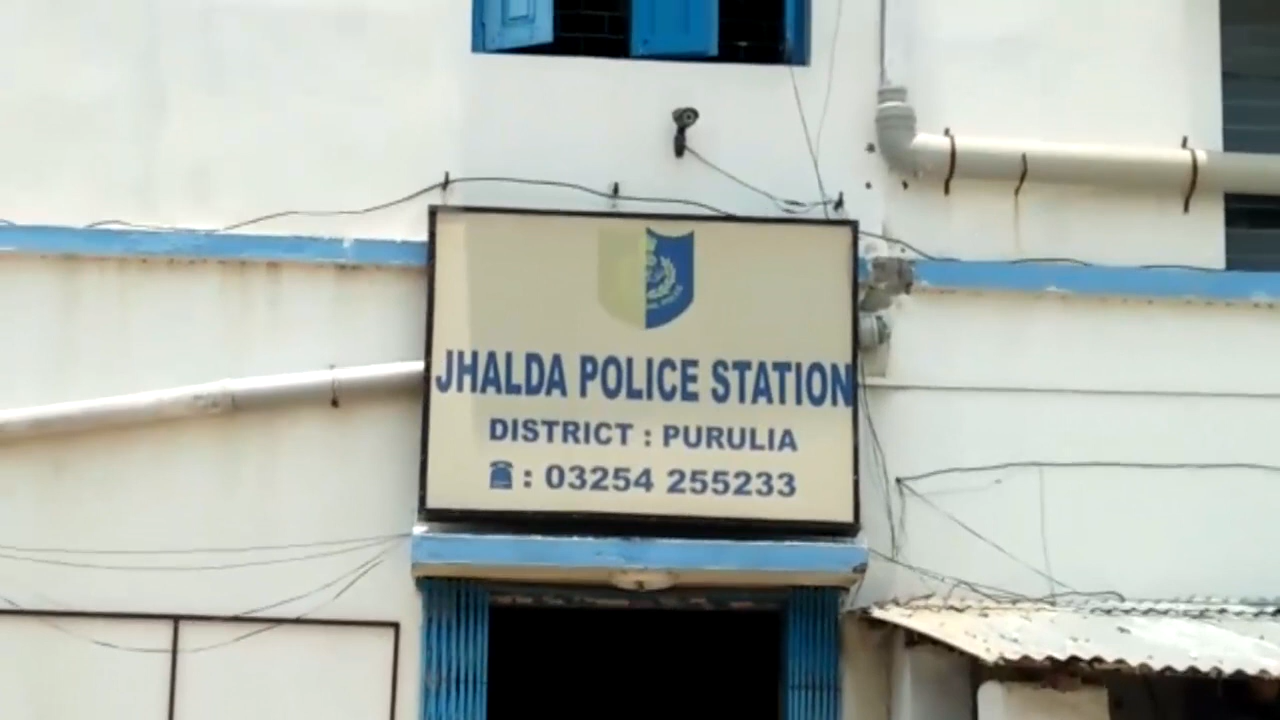 JHALDA POLICE STATION
DISTRICT : PURULIA
☎ : 03254 255233